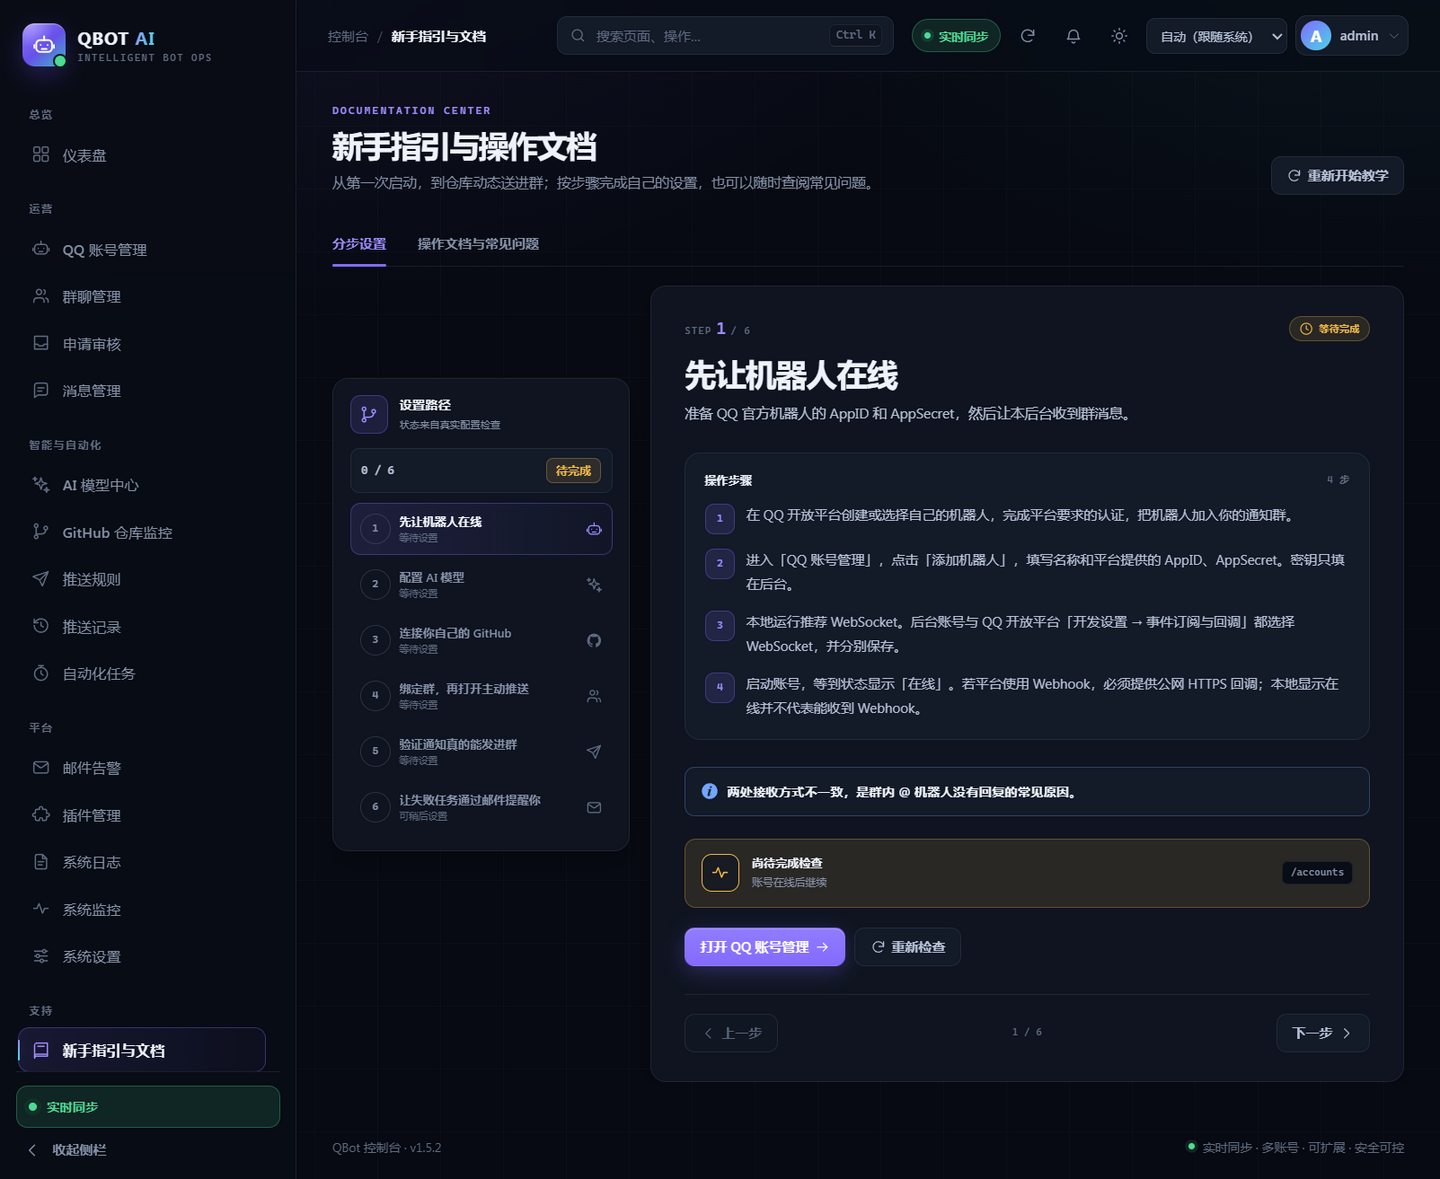 QBOT AI
INTELLIGENT BOT OPS
总览
仪表盘
运营
QQ 账号管理
群聊管理
申请审核
消息管理
智能与自动化
AI 模型中心
GitHub 仓库监控
推送规则
推送记录
自动化任务
平台
邮件告警
插件管理
系统日志
系统监控
系统设置
支持
新手指引与文档
实时同步
收起侧栏
控制台 / 新手指引与文档
搜索页面、操作...
Ctrl K
实时同步
自动（跟随系统）
A
admin
DOCUMENTATION CENTER
新手指引与操作文档
从第一次启动，到仓库动态送进群；按步骤完成自己的设置，也可以随时查阅常见问题。
重新开始教学
分步设置
操作文档与常见问题
设置路径
状态来自真实配置检查
0 / 6
待完成
1
先让机器人在线
等待设置
2
配置 AI 模型
等待设置
3
连接你自己的 GitHub
等待设置
4
绑定群，再打开主动推送
等待设置
5
验证通知真的能发进群
等待设置
6
让失败任务通过邮件提醒你
可稍后设置
STEP 1 / 6
等待完成
先让机器人在线
准备 QQ 官方机器人的 AppID 和 AppSecret，然后让本后台收到群消息。
操作步骤
4 步
1
在 QQ 开放平台创建或选择自己的机器人，完成平台要求的认证，把机器人加入你的通知群。
2
进入「QQ 账号管理」，点击「添加机器人」，填写名称和平台提供的 AppID、AppSecret。密钥只填
在后台。
3
本地运行推荐 WebSocket。后台账号与 QQ 开放平台「开发设置 → 事件订阅与回调」都选择
WebSocket，并分别保存。
4
启动账号，等到状态显示「在线」。若平台使用 Webhook，必须提供公网 HTTPS 回调；本地显示在
线并不代表能收到 Webhook。
两处接收方式不一致，是群内 @ 机器人没有回复的常见原因。
尚待完成检查
账号在线后继续
/accounts
打开 QQ 账号管理 →
重新检查
上一步
1 / 6
下一步
QBot 控制台 · v1.5.2
实时同步 · 多账号 · 可扩展 · 安全可控